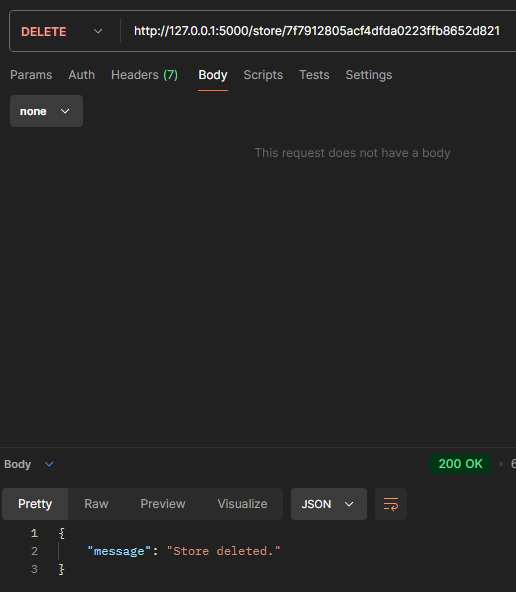 DELETE http://127.0.0.1:5000/store/7f7912805acf4dfda0223ffb8652d821
Params Auth Headers (7) Body Scripts Tests Settings
none
This request does not have a body
Body 200 OK 6
Pretty Raw Preview Visualize JSON
1 {
2 "message": "Store deleted."
3 }